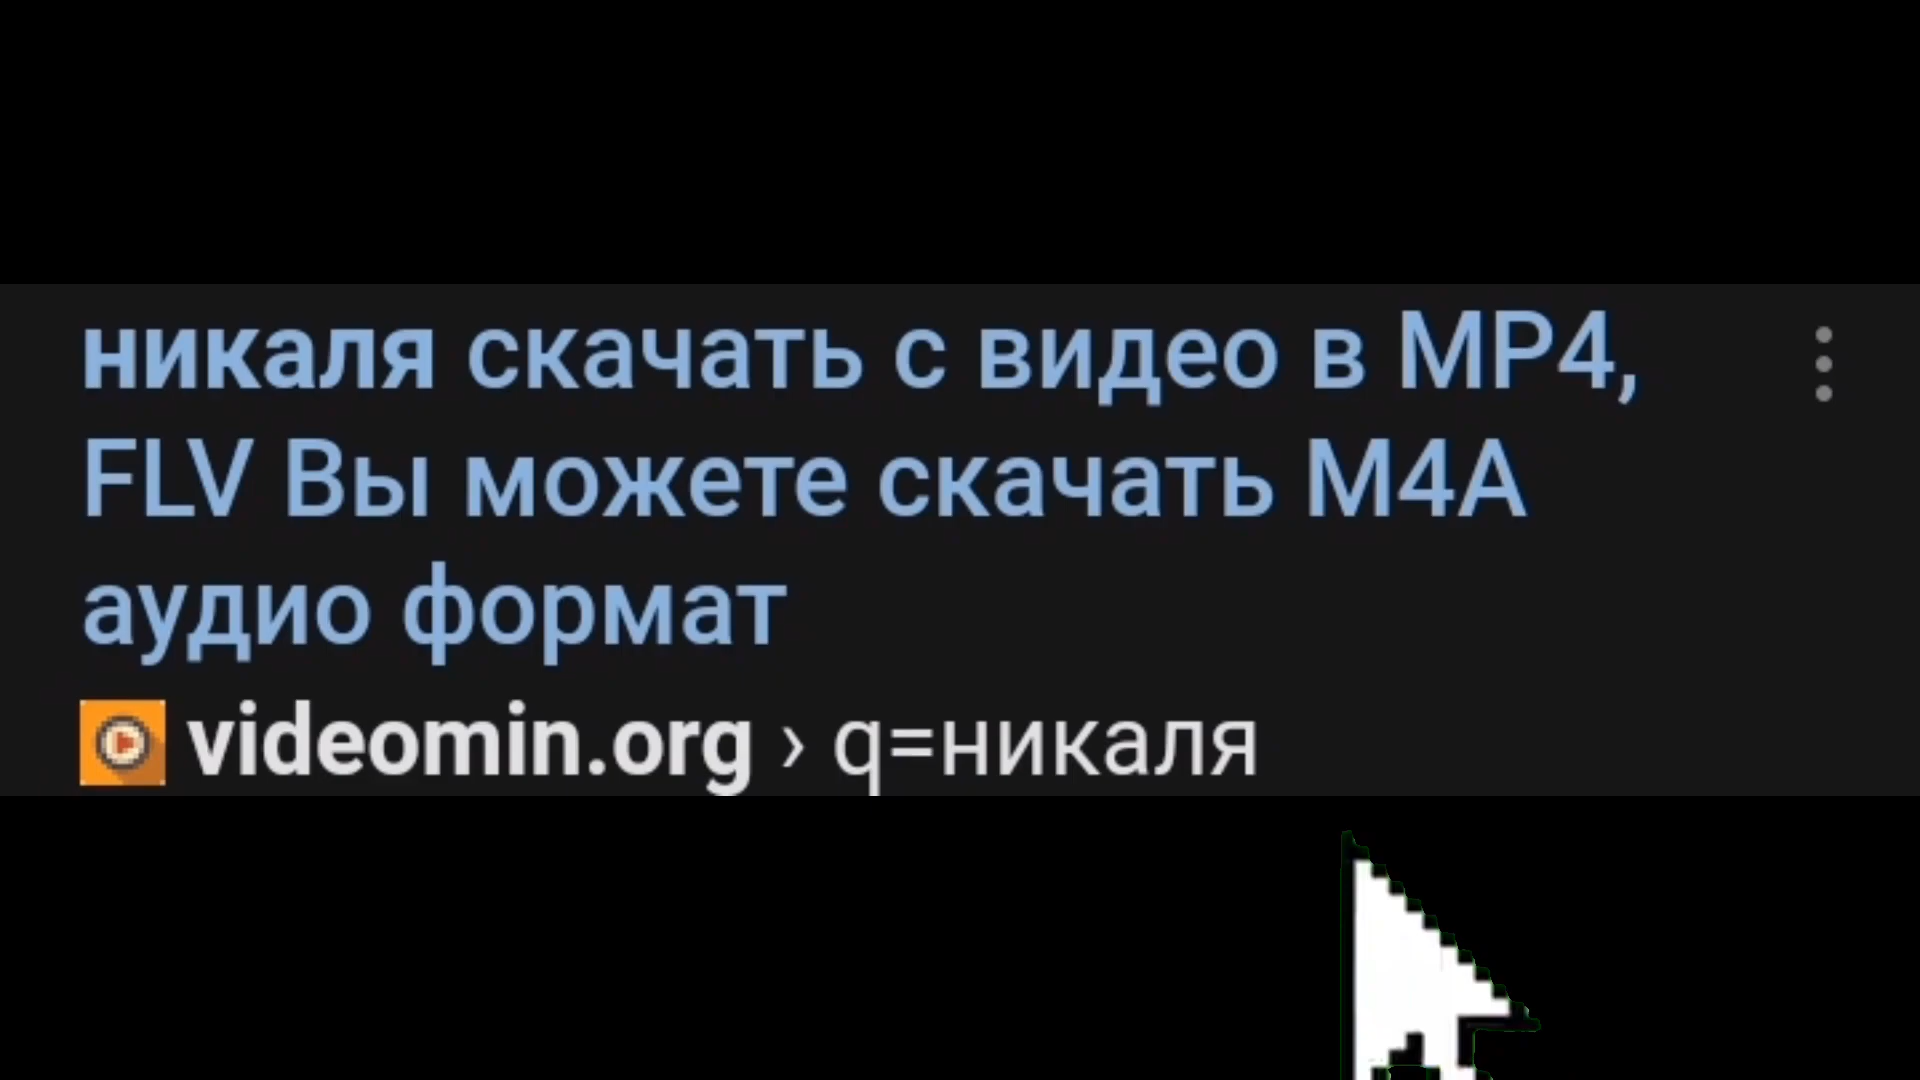 никаля скачать с видео в MP4,
FLV Вы можете скачать M4A
аудио формат
videomin.org › q=никаля